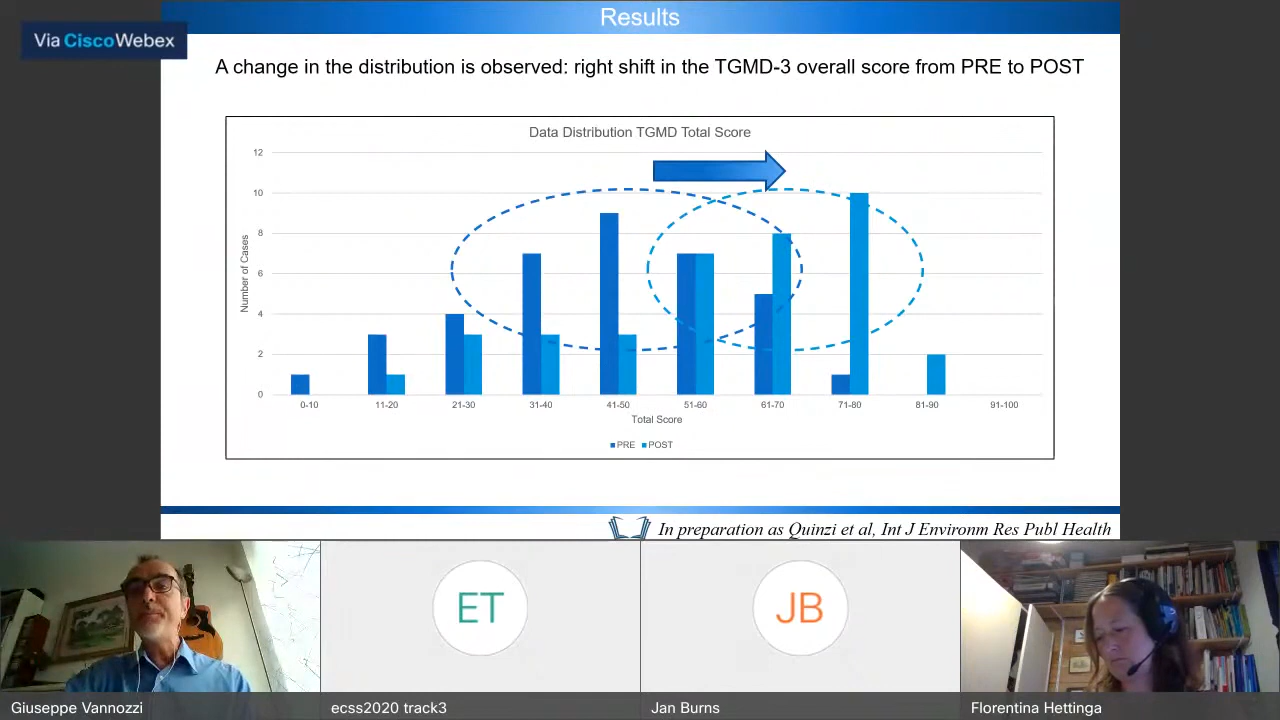 Results
Via CiscoWebex
A change in the distribution is observed: right shift in the TGMD-3 overall score from PRE to POST
Data Distribution TGMD Total Score
12
10
8
6
4
2
0
Number of Cases
0-10 11-20 21-30 31-40 41-50 51-60 61-70 71-80 81-90 91-100
Total Score
PRE POST
In preparation as Quinzi et al, Int J Environm Res Publ Health
ET
JB
Giuseppe Vannozzi
ecss2020 track3
Jan Burns
Florentina Hettinga